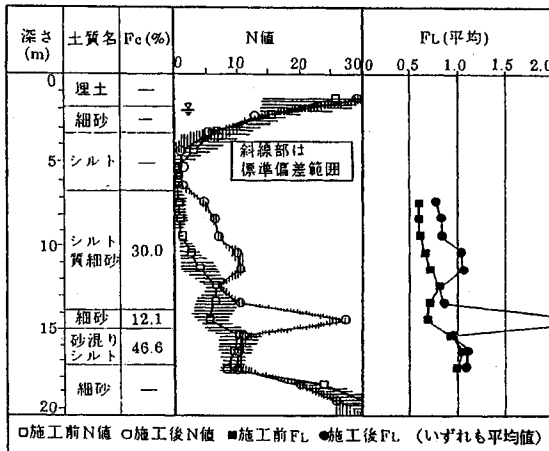 深さ (m) 土質名 Fc(%) N値 FL(平均)
0 10 20 30 0 0.5 1.0 1.5 2.0
0
埋土 —
細砂 —
5 シルト — 斜線部は
標準偏差範囲
シルト
10 質細砂 30.0
細砂 12.1
15
砂混り
シルト 46.6
細砂 —
20
□施工前N値 ○施工後N値 ■施工前FL ●施工後FL (いずれも平均値)